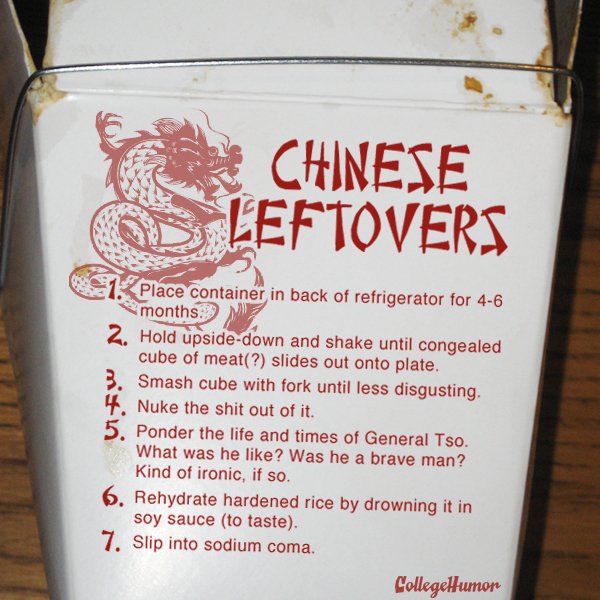 CHINESE
LEFTOVERS
1. Place container in back of refrigerator for 4-6
months.
2. Hold upside-down and shake until congealed
cube of meat(?) slides out onto plate.
3. Smash cube with fork until less disgusting.
4. Nuke the shit out of it.
5. Ponder the life and times of General Tso.
What was he like? Was he a brave man?
Kind of ironic, if so.
6. Rehydrate hardened rice by drowning it in
soy sauce (to taste).
7. Slip into sodium coma.
CollegeHumor